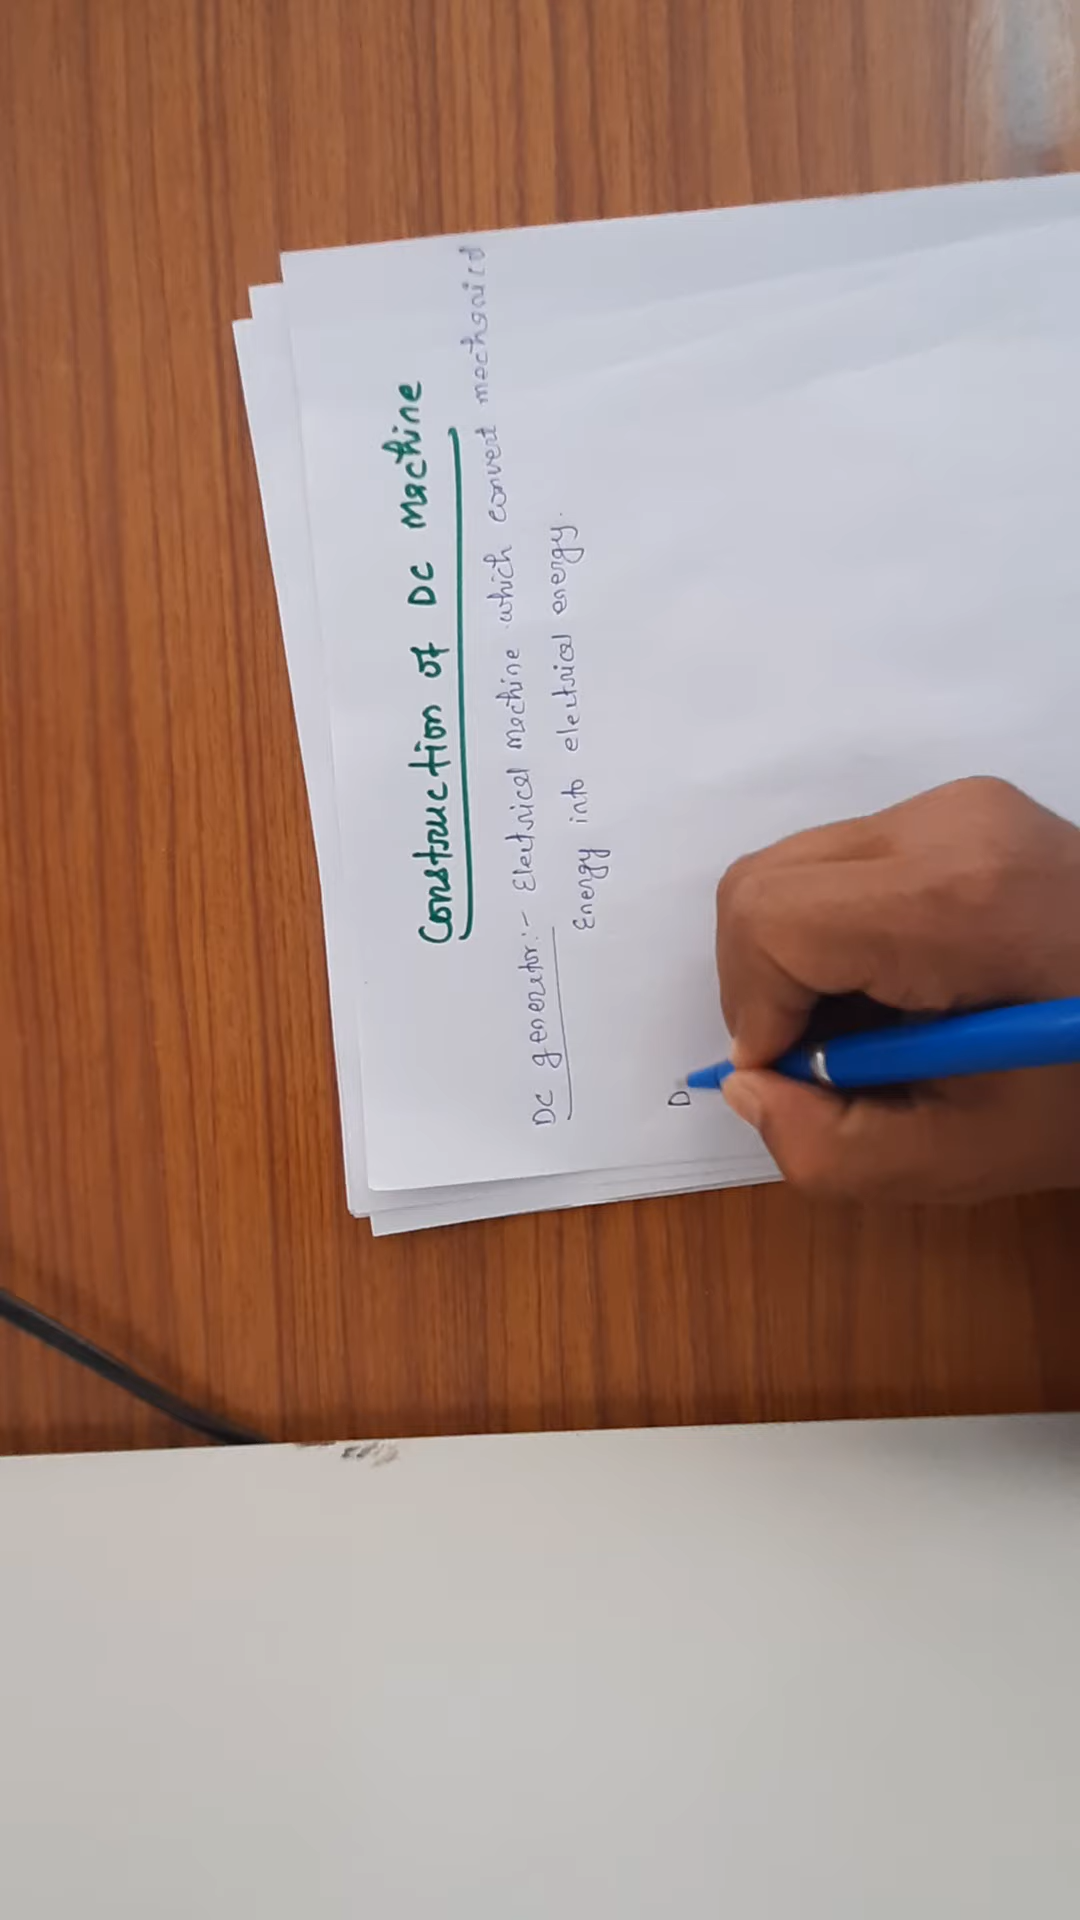 Construction of DC Machine
DC generator:- Electrical machine which convert mechanical
Energy into electrical energy.
D